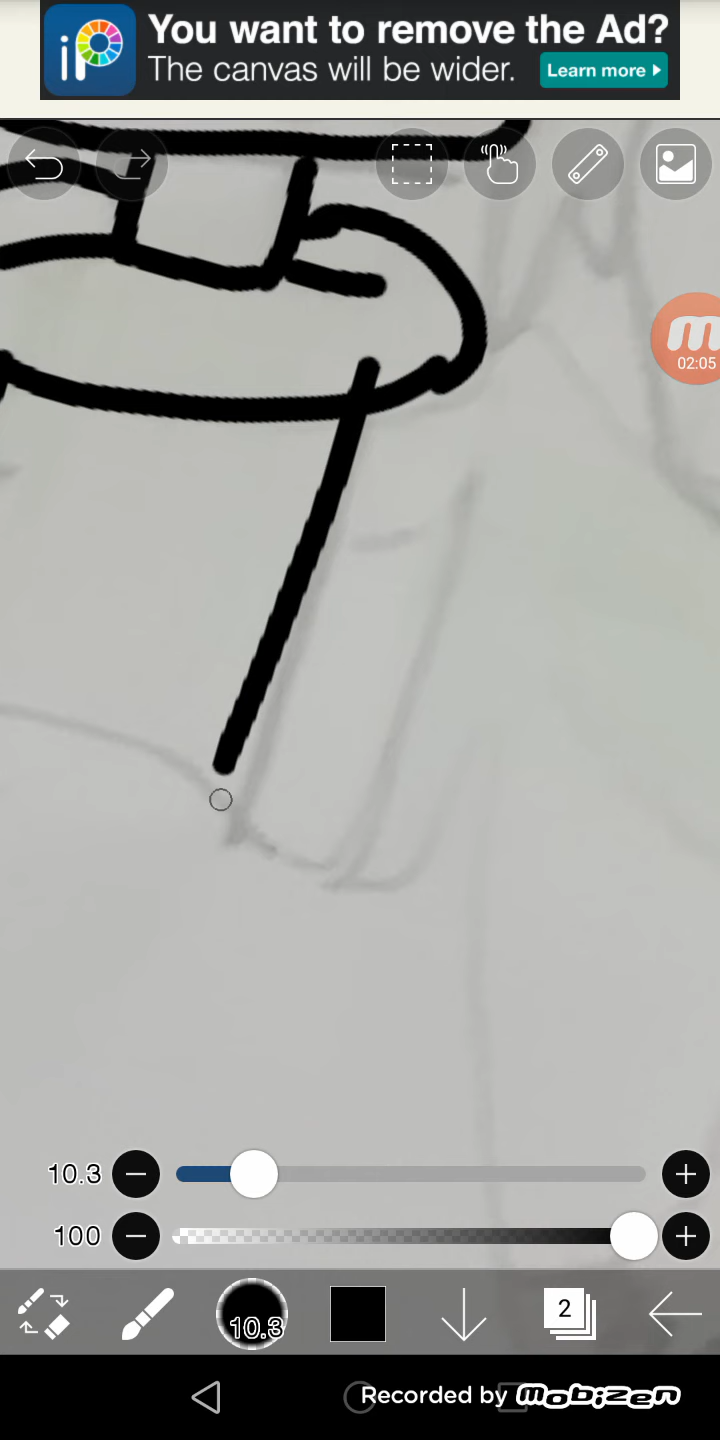 iP
You want to remove the Ad?
The canvas will be wider.
Learn more
m
02:05
10.3
100
10.3
2
Recorded by mobizen